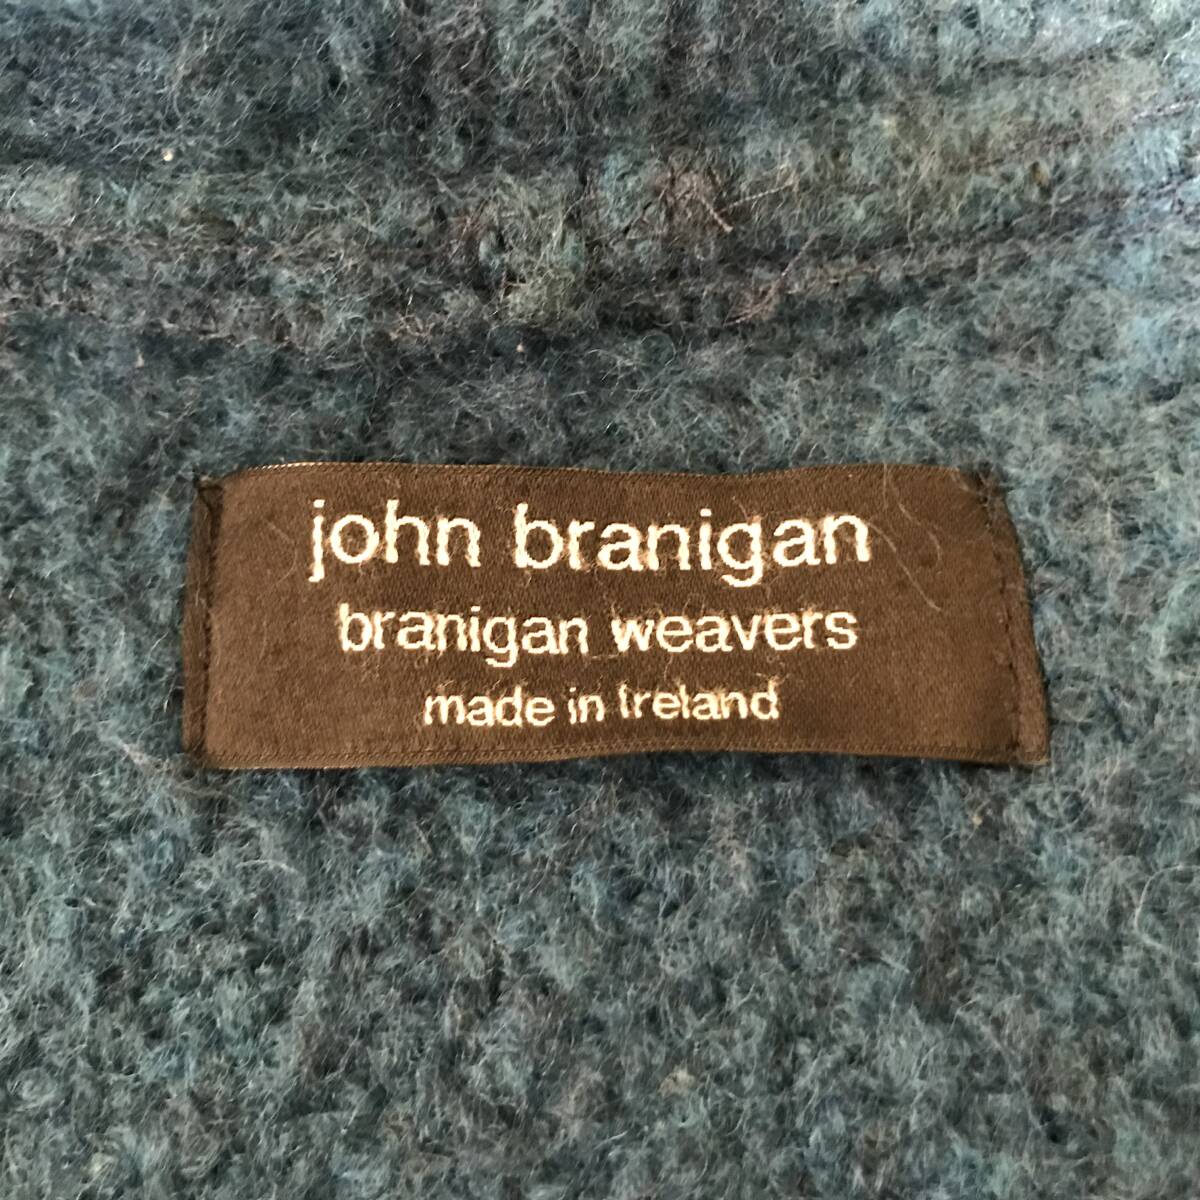 john branigan
branigan weavers
made in Ireland